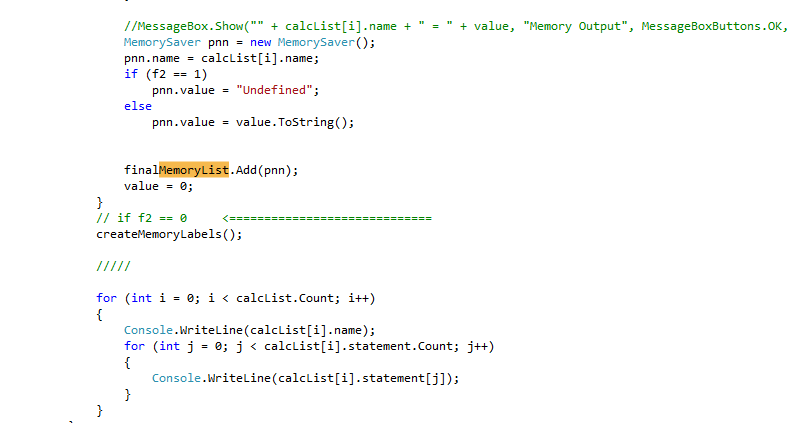 //MessageBox.Show("" + calcList[i].name + " = " + value, "Memory Output", MessageBoxButtons.OK,
MemorySaver pnn = new MemorySaver();
pnn.name = calcList[i].name;
if (f2 == 1)
pnn.value = "Undefined";
else
pnn.value = value.ToString();
finalMemoryList.Add(pnn);
value = 0;
}
// if f2 == 0     <=============================
createMemoryLabels();
/////
for (int i = 0; i < calcList.Count; i++)
{
Console.WriteLine(calcList[i].name);
for (int j = 0; j < calcList[i].statement.Count; j++)
{
Console.WriteLine(calcList[i].statement[j]);
}
}